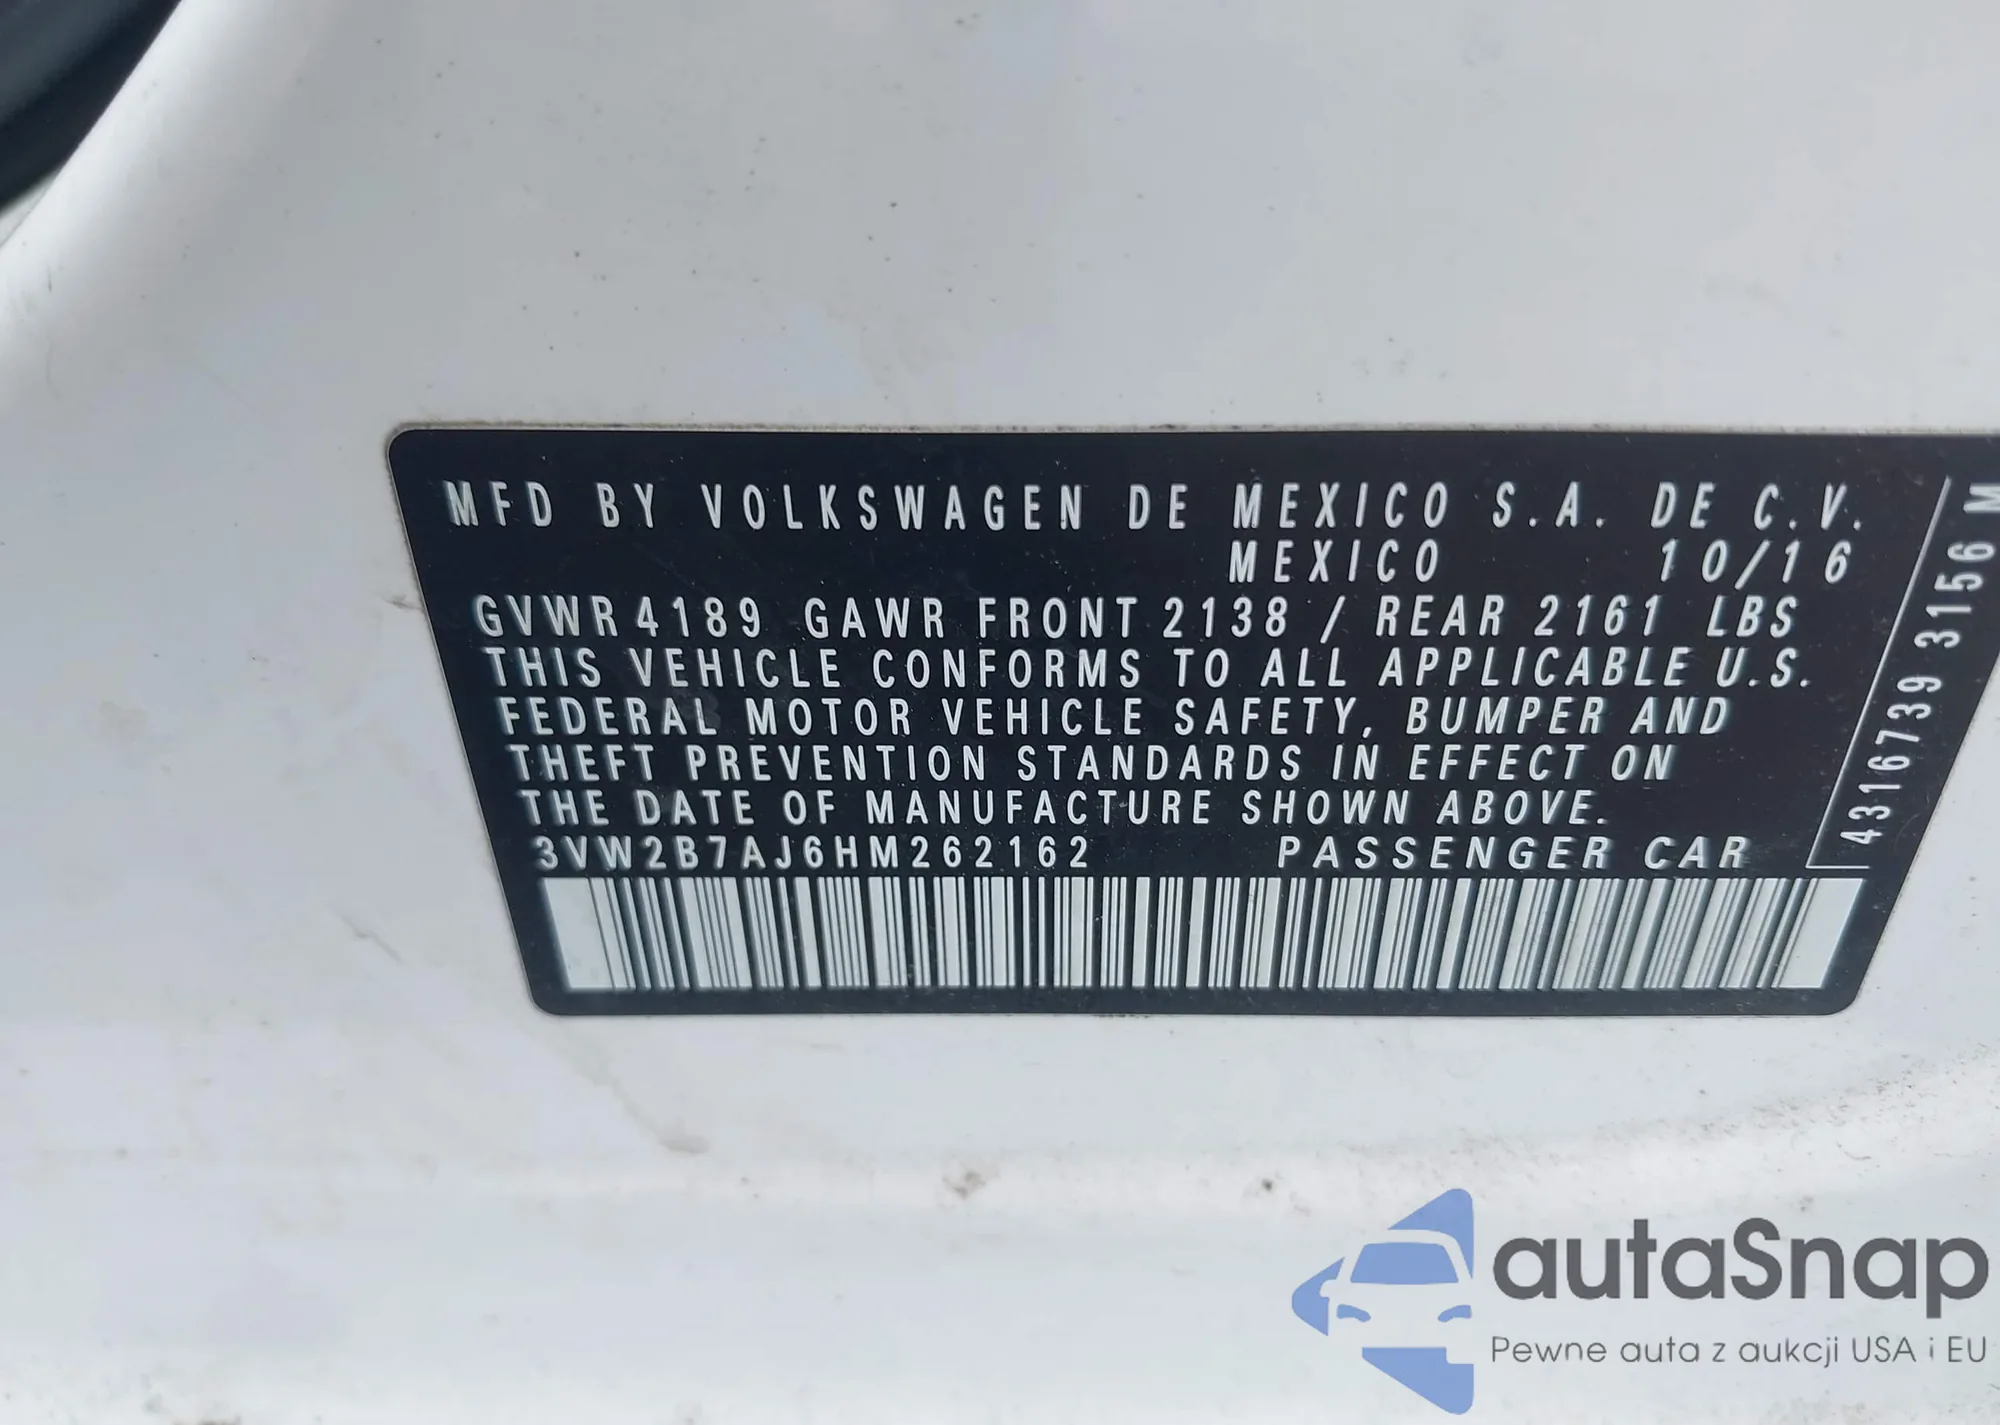 MFD BY VOLKSWAGEN DE MEXICO S.A. DE C.V.
MEXICO 10/16
GVWR 4189 GAWR FRONT 2138 / REAR 2161 LBS
THIS VEHICLE CONFORMS TO ALL APPLICABLE U.S.
FEDERAL MOTOR VEHICLE SAFETY, BUMPER AND
THEFT PREVENTION STANDARDS IN EFFECT ON
THE DATE OF MANUFACTURE SHOWN ABOVE.
3VW2B7AJ6HM262162 PASSENGER CAR
4316739 3156 M
autaSnap
Pewne auta z aukcji USA i EU